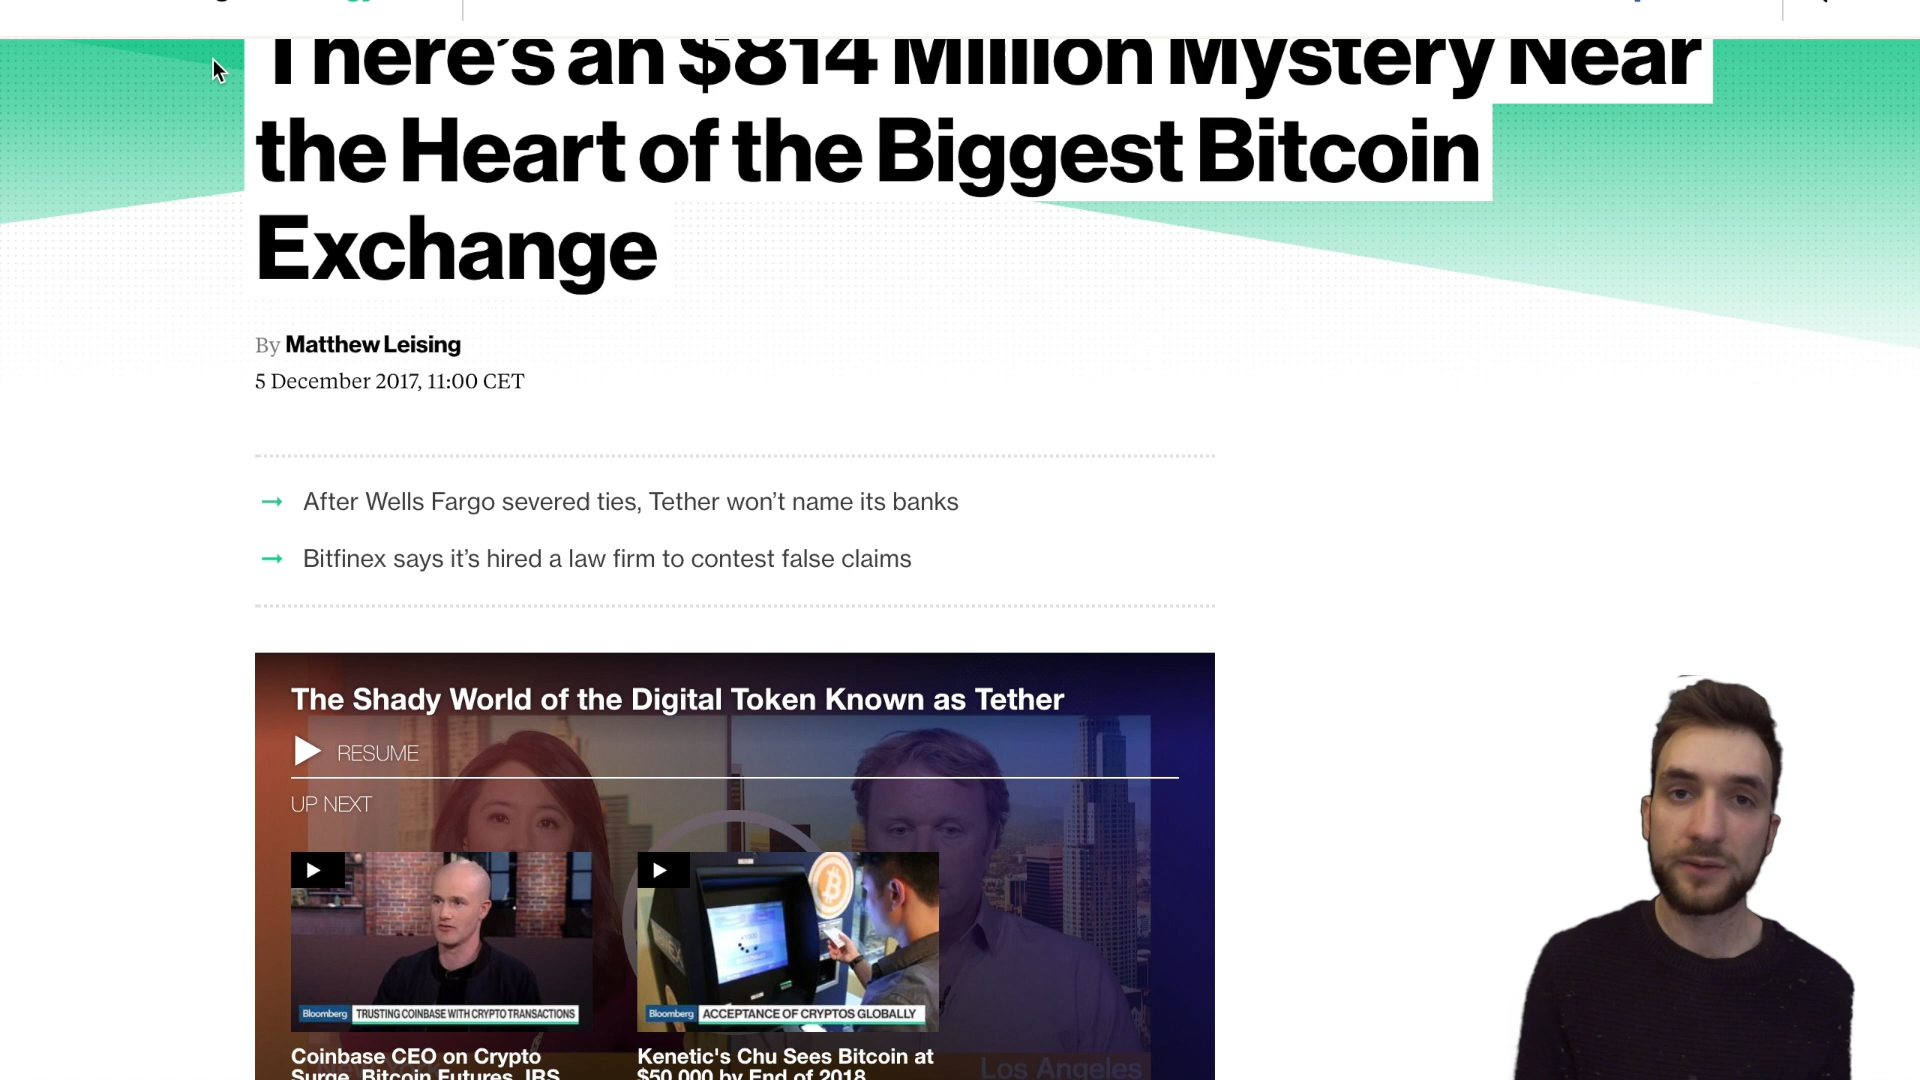 There's an $814 Million Mystery Near
the Heart of the Biggest Bitcoin
Exchange
By Matthew Leising
5 December 2017, 11:00 CET
After Wells Fargo severed ties, Tether won't name its banks
Bitfinex says it's hired a law firm to contest false claims
The Shady World of the Digital Token Known as Tether
RESUME
UP NEXT
Bloomberg TRUSTING COINBASE WITH CRYPTO TRANSACTIONS
Bloomberg ACCEPTANCE OF CRYPTOS GLOBALLY
Coinbase CEO on Crypto
Surge, Bitcoin Futures, IRS
Kenetic's Chu Sees Bitcoin at
$50,000 by End of 2018
Los Angeles